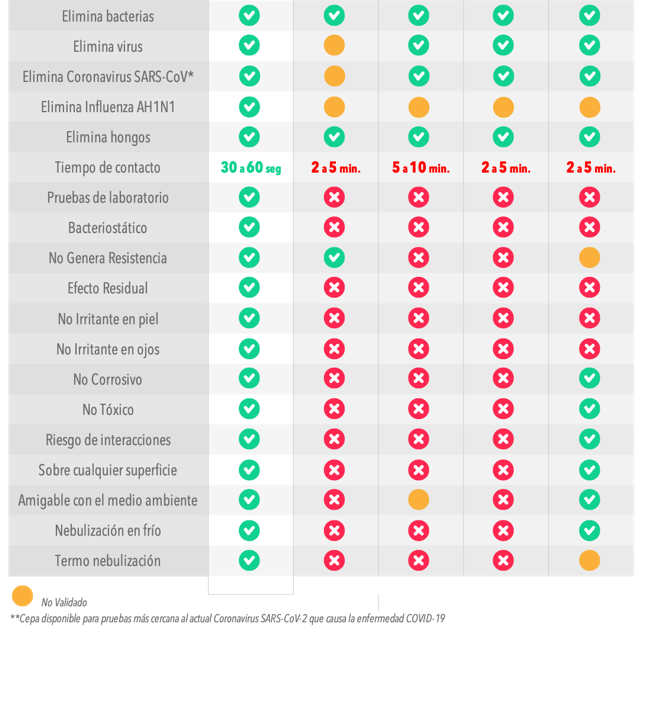 Elimina bacterias
Elimina virus
Elimina Coronavirus SARS-CoV*
Elimina Influenza AH1N1
Elimina hongos
Tiempo de contacto 30 a 60 seg 2 a 5 min. 5 a 10 min. 2 a 5 min. 2 a 5 min.
Pruebas de laboratorio
Bacteriostático
No Genera Resistencia
Efecto Residual
No Irritante en piel
No Irritante en ojos
No Corrosivo
No Tóxico
Riesgo de interacciones
Sobre cualquier superficie
Amigable con el medio ambiente
Nebulización en frío
Termo nebulización
No Validado
**Cepa disponible para pruebas más cercana al actual Coronavirus SARS-CoV-2 que causa la enfermedad COVID-19